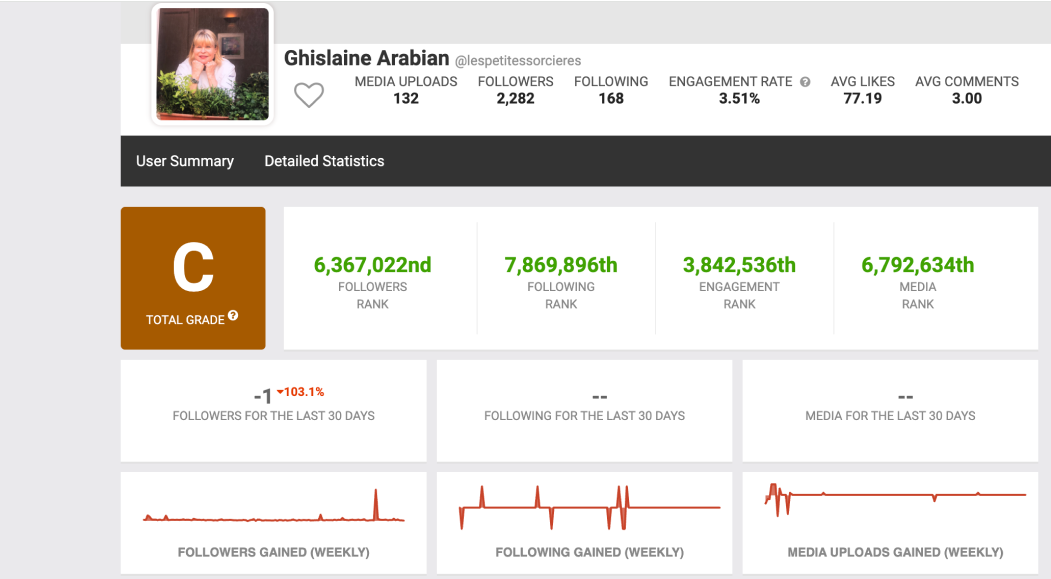 Ghislaine Arabian @lespetitessorcieres
MEDIA UPLOADS FOLLOWERS FOLLOWING ENGAGEMENT RATE ? AVG LIKES AVG COMMENTS
132 2,282 168 3.51% 77.19 3.00
User Summary Detailed Statistics
C
TOTAL GRADE ?
6,367,022nd 7,869,896th 3,842,536th 6,792,634th
FOLLOWERS FOLLOWING ENGAGEMENT MEDIA
RANK RANK RANK RANK
-1 103.1% -- --
FOLLOWERS FOR THE LAST 30 DAYS FOLLOWING FOR THE LAST 30 DAYS MEDIA FOR THE LAST 30 DAYS
FOLLOWERS GAINED (WEEKLY) FOLLOWING GAINED (WEEKLY) MEDIA UPLOADS GAINED (WEEKLY)